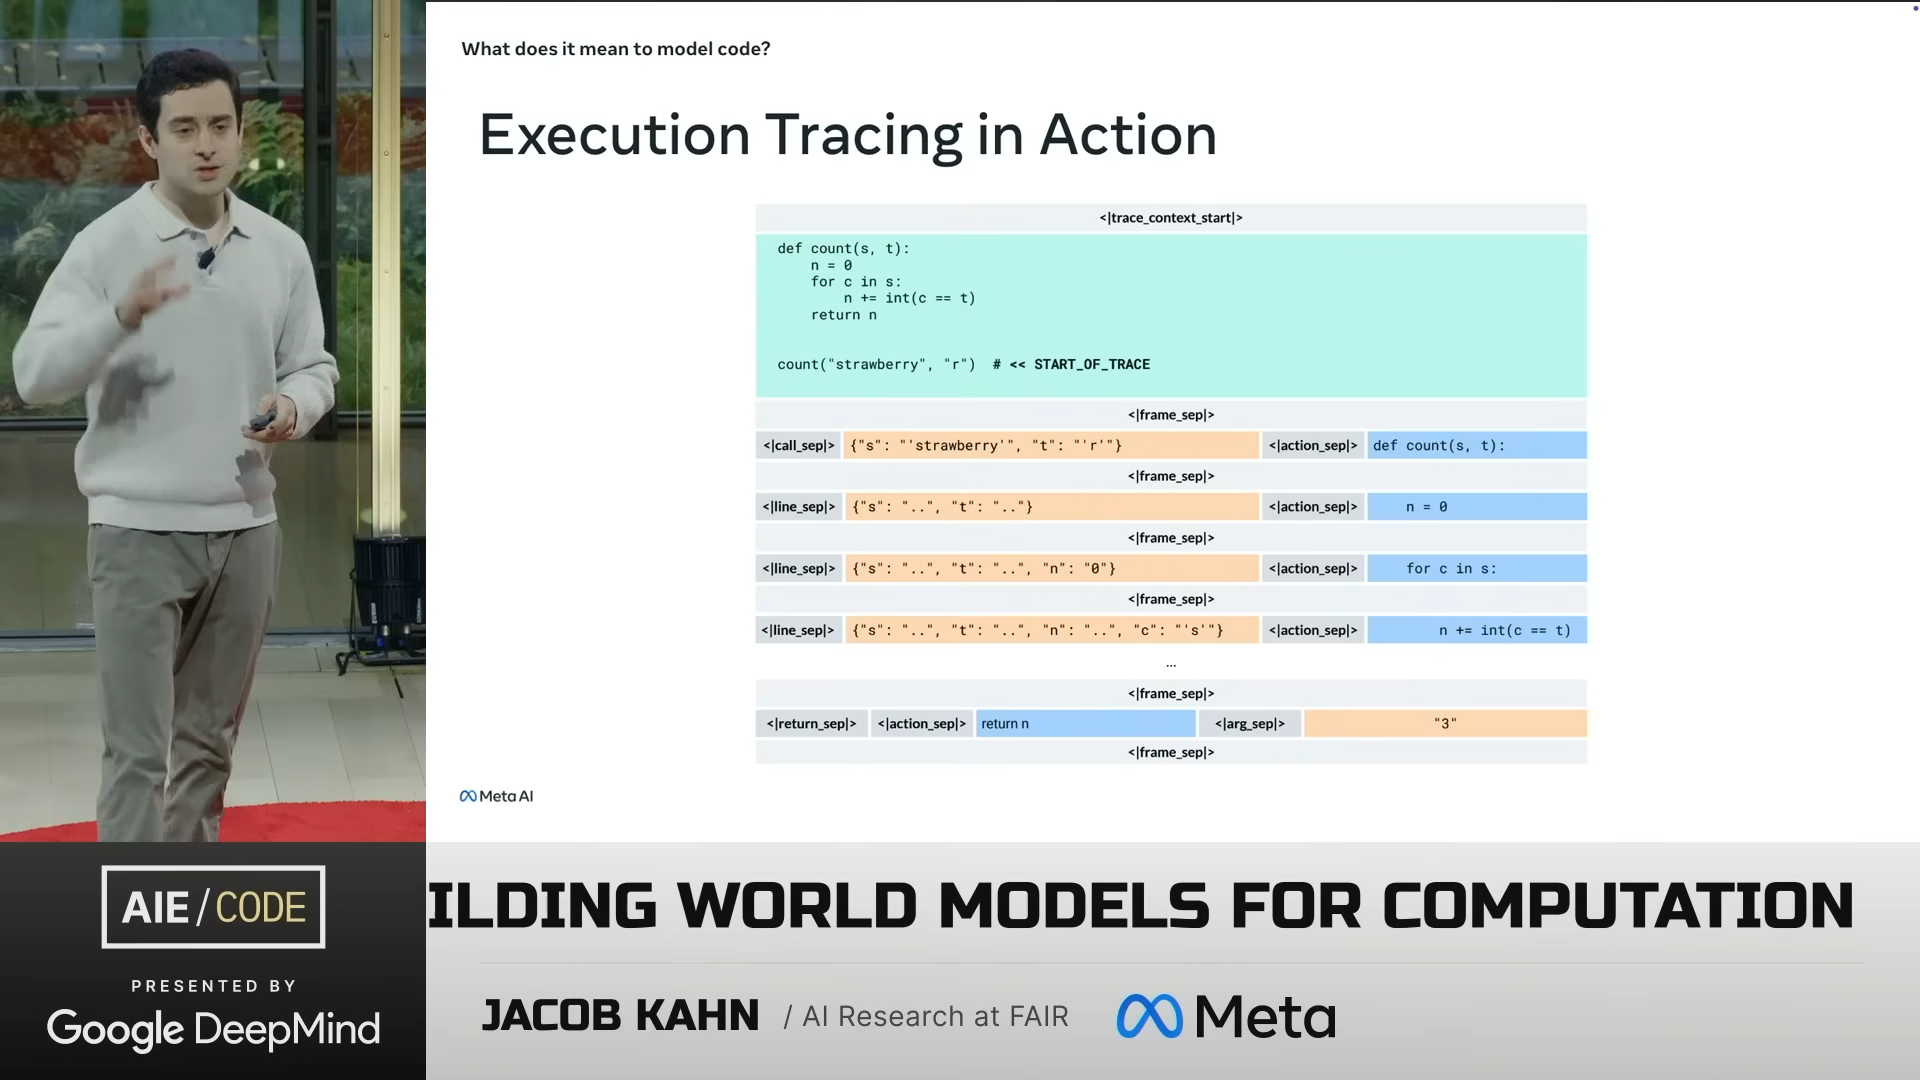 What does it mean to model code?
Execution Tracing in Action
<|trace_context_start|>
def count(s, t):
    n = 0
    for c in s:
        n += int(c == t)
    return n
count("strawberry", "r")  # << START_OF_TRACE
<|frame_sep|>
<|call_sep|> {"s": "'strawberry'", "t": "'r'"} <|action_sep|> def count(s, t):
<|frame_sep|>
<|line_sep|> {"s": "..", "t": ".."} <|action_sep|>     n = 0
<|frame_sep|>
<|line_sep|> {"s": "..", "t": "..", "n": "0"} <|action_sep|>     for c in s:
<|frame_sep|>
<|line_sep|> {"s": "..", "t": "..", "n": "..", "c": "'s'"} <|action_sep|>         n += int(c == t)
...
<|frame_sep|>
<|return_sep|> <|action_sep|> return n <|arg_sep|> "3"
<|frame_sep|>
Meta AI
AIE/CODE
PRESENTED BY
Google DeepMind
ILDING WORLD MODELS FOR COMPUTATION
JACOB KAHN / AI Research at FAIR Meta